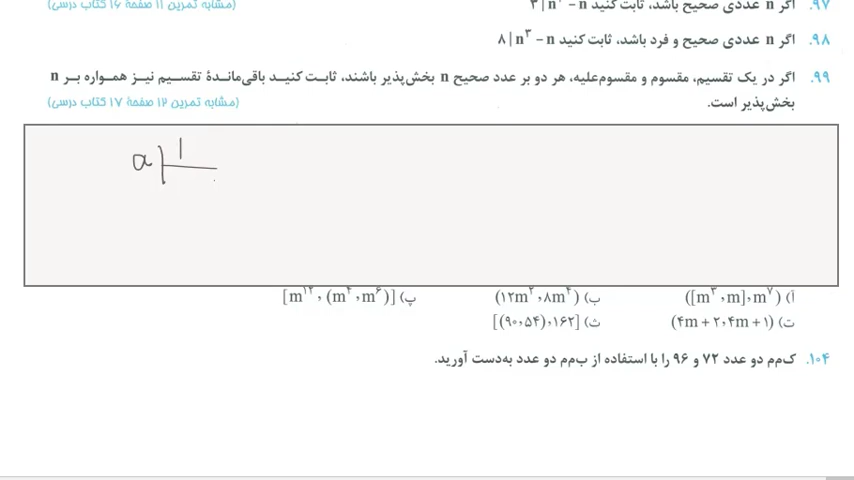 ۹۷. اگر n عددی صحیح باشد، ثابت کنید ۳ | n³ − n (مشابه تمرین ۱۱ صفحهٔ ۱۶ کتاب درسی)
۹۸. اگر n عددی صحیح و فرد باشد، ثابت کنید ۸ | n³ − n
۹۹. اگر در یک تقسیم، مقسوم و مقسوم‌علیه، هر دو بر عدد صحیح n بخش‌پذیر باشند، ثابت کنید باقی‌ماندهٔ تقسیم نیز همواره بر n
بخش‌پذیر است. (مشابه تمرین ۱۲ صفحهٔ ۱۷ کتاب درسی)
a
آ) ([m³, m], m⁷) ب) (۱۲m², ۸m⁴) پ) [m¹², (m⁴, m⁶)]
ت) (۴m + ۲, ۴m + ۱) ث) [(۹۰, ۵۴), ۱۶۲]
۱۰۴. ک‌م‌م دو عدد ۷۲ و ۹۶ را با استفاده از ب‌م‌م دو عدد به‌دست آورید.